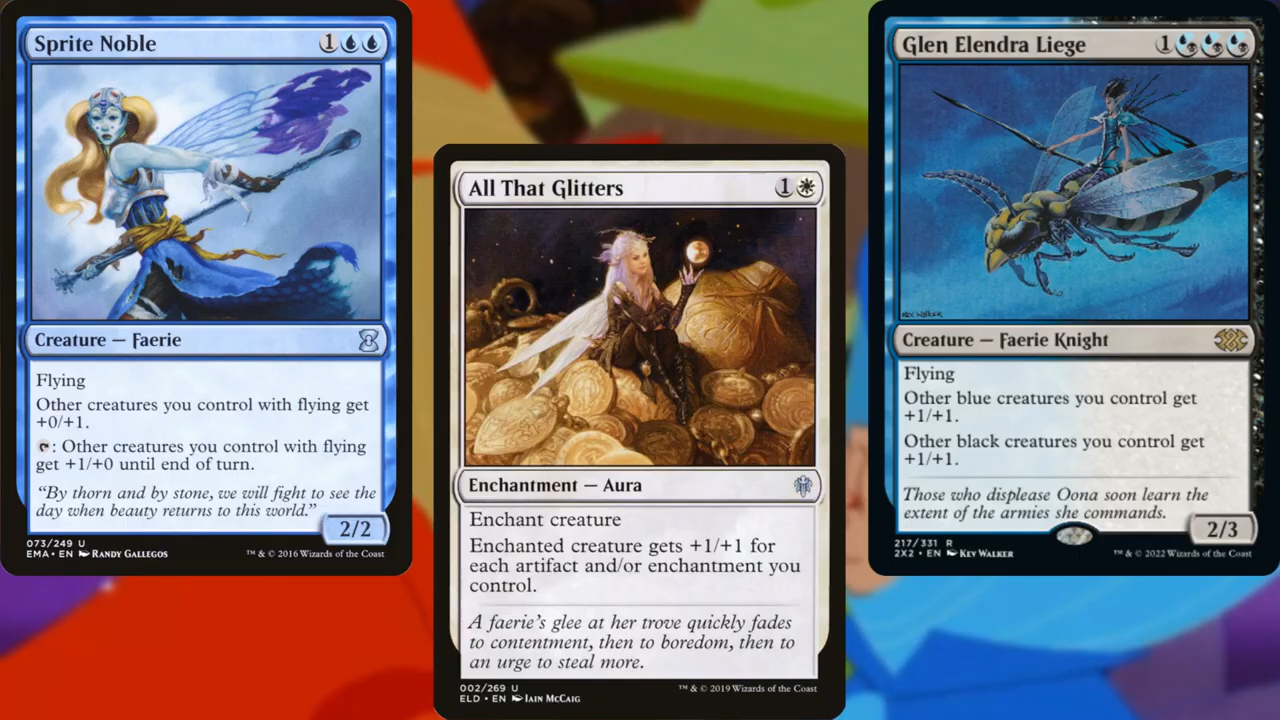 Sprite Noble 1
Creature — Faerie
Flying
Other creatures you control with flying get
+0/+1.
: Other creatures you control with flying
get +1/+0 until end of turn.
“By thorn and by stone, we will fight to see the
day when beauty returns to this world.”
2/2
073/249 U
EMA • EN Randy Gallegos
™ & © 2016 Wizards of the Coast
All That Glitters 1
Enchantment — Aura
Enchant creature
Enchanted creature gets +1/+1 for
each artifact and/or enchantment you
control.
A faerie’s glee at her trove quickly fades
to contentment, then to boredom, then to
an urge to steal more.
002/269 U
ELD • EN Iain McCaig
™ & © 2019 Wizards of the Coast
Glen Elendra Liege 1
Kev Walker
Creature — Faerie Knight
Flying
Other blue creatures you control get
+1/+1.
Other black creatures you control get
+1/+1.
Those who displease Oona soon learn the
extent of the armies she commands.
2/3
217/331 R
2X2 • EN Kev Walker
™ & © 2022 Wizards of the Coast